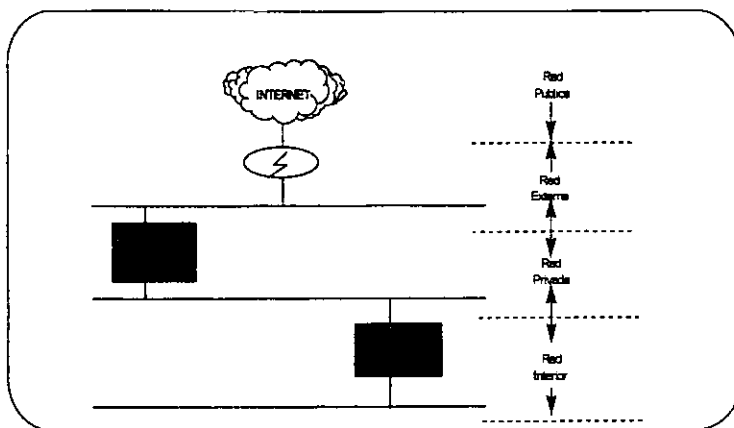 INTERNET
Red
Publica
Red
Externa
Red
Privada
Red
Interior